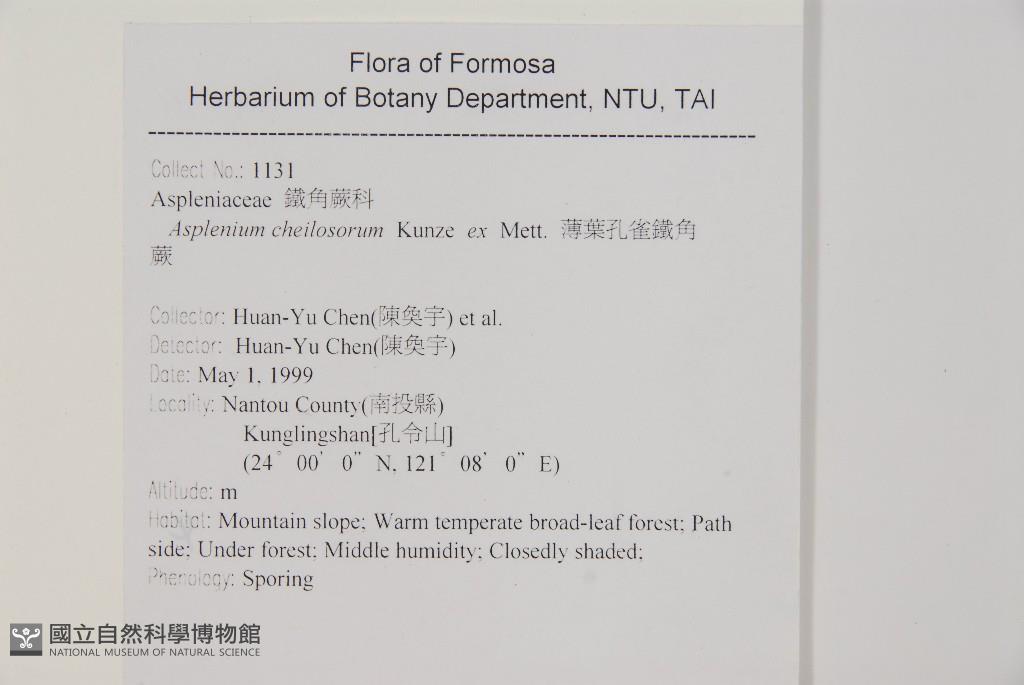 Flora of Formosa
Herbarium of Botany Department, NTU, TAI
Collect No.: 1131
Aspleniaceae 鐵角蕨科
Asplenium cheilosorum Kunze ex Mett. 薄葉孔雀鐵角
蕨
Collector: Huan-Yu Chen(陳奐宇) et al.
Detector: Huan-Yu Chen(陳奐宇)
Date: May 1, 1999
Locality: Nantou County(南投縣)
Kunglingshan[孔令山]
(24° 00' 0" N, 121° 08' 0" E)
Altitude: m
Habitat: Mountain slope; Warm temperate broad-leaf forest; Path
side; Under forest; Middle humidity; Closedly shaded;
Phenology: Sporing
國立自然科學博物館
NATIONAL MUSEUM OF NATURAL SCIENCE